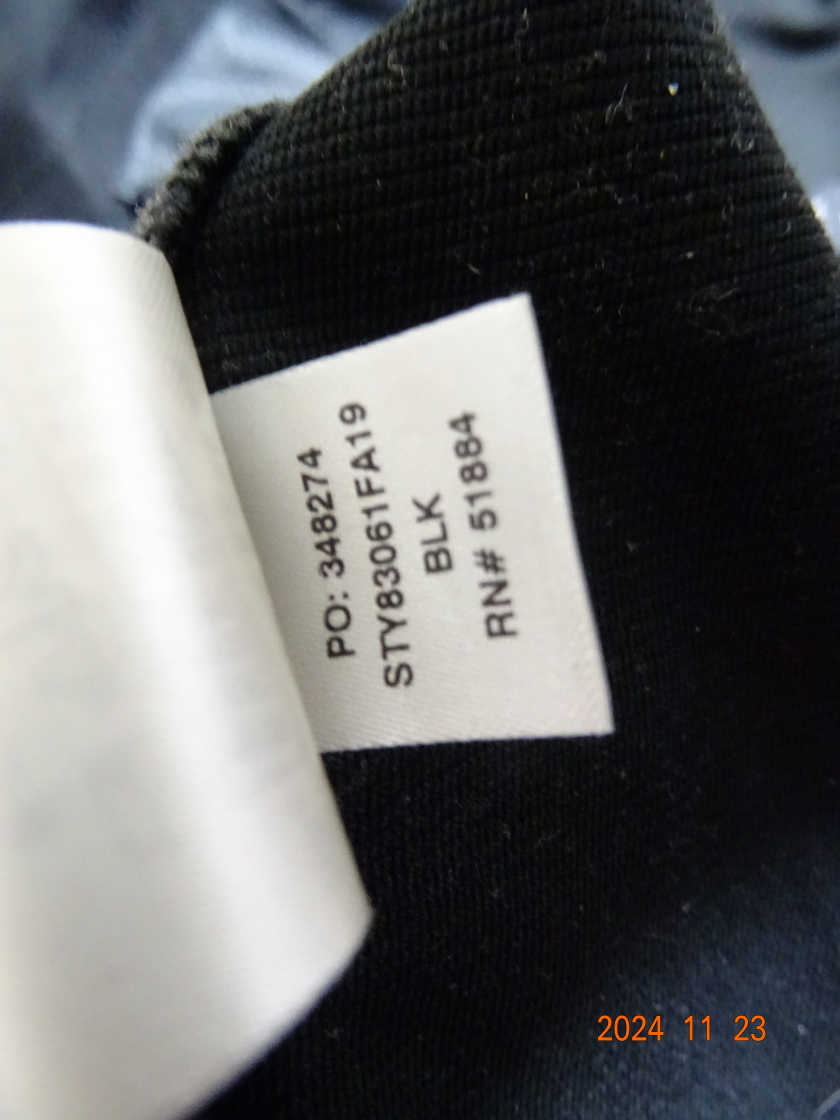 PO: 348274
STY83061FA19
BLK
RN# 51884
2024 11 23